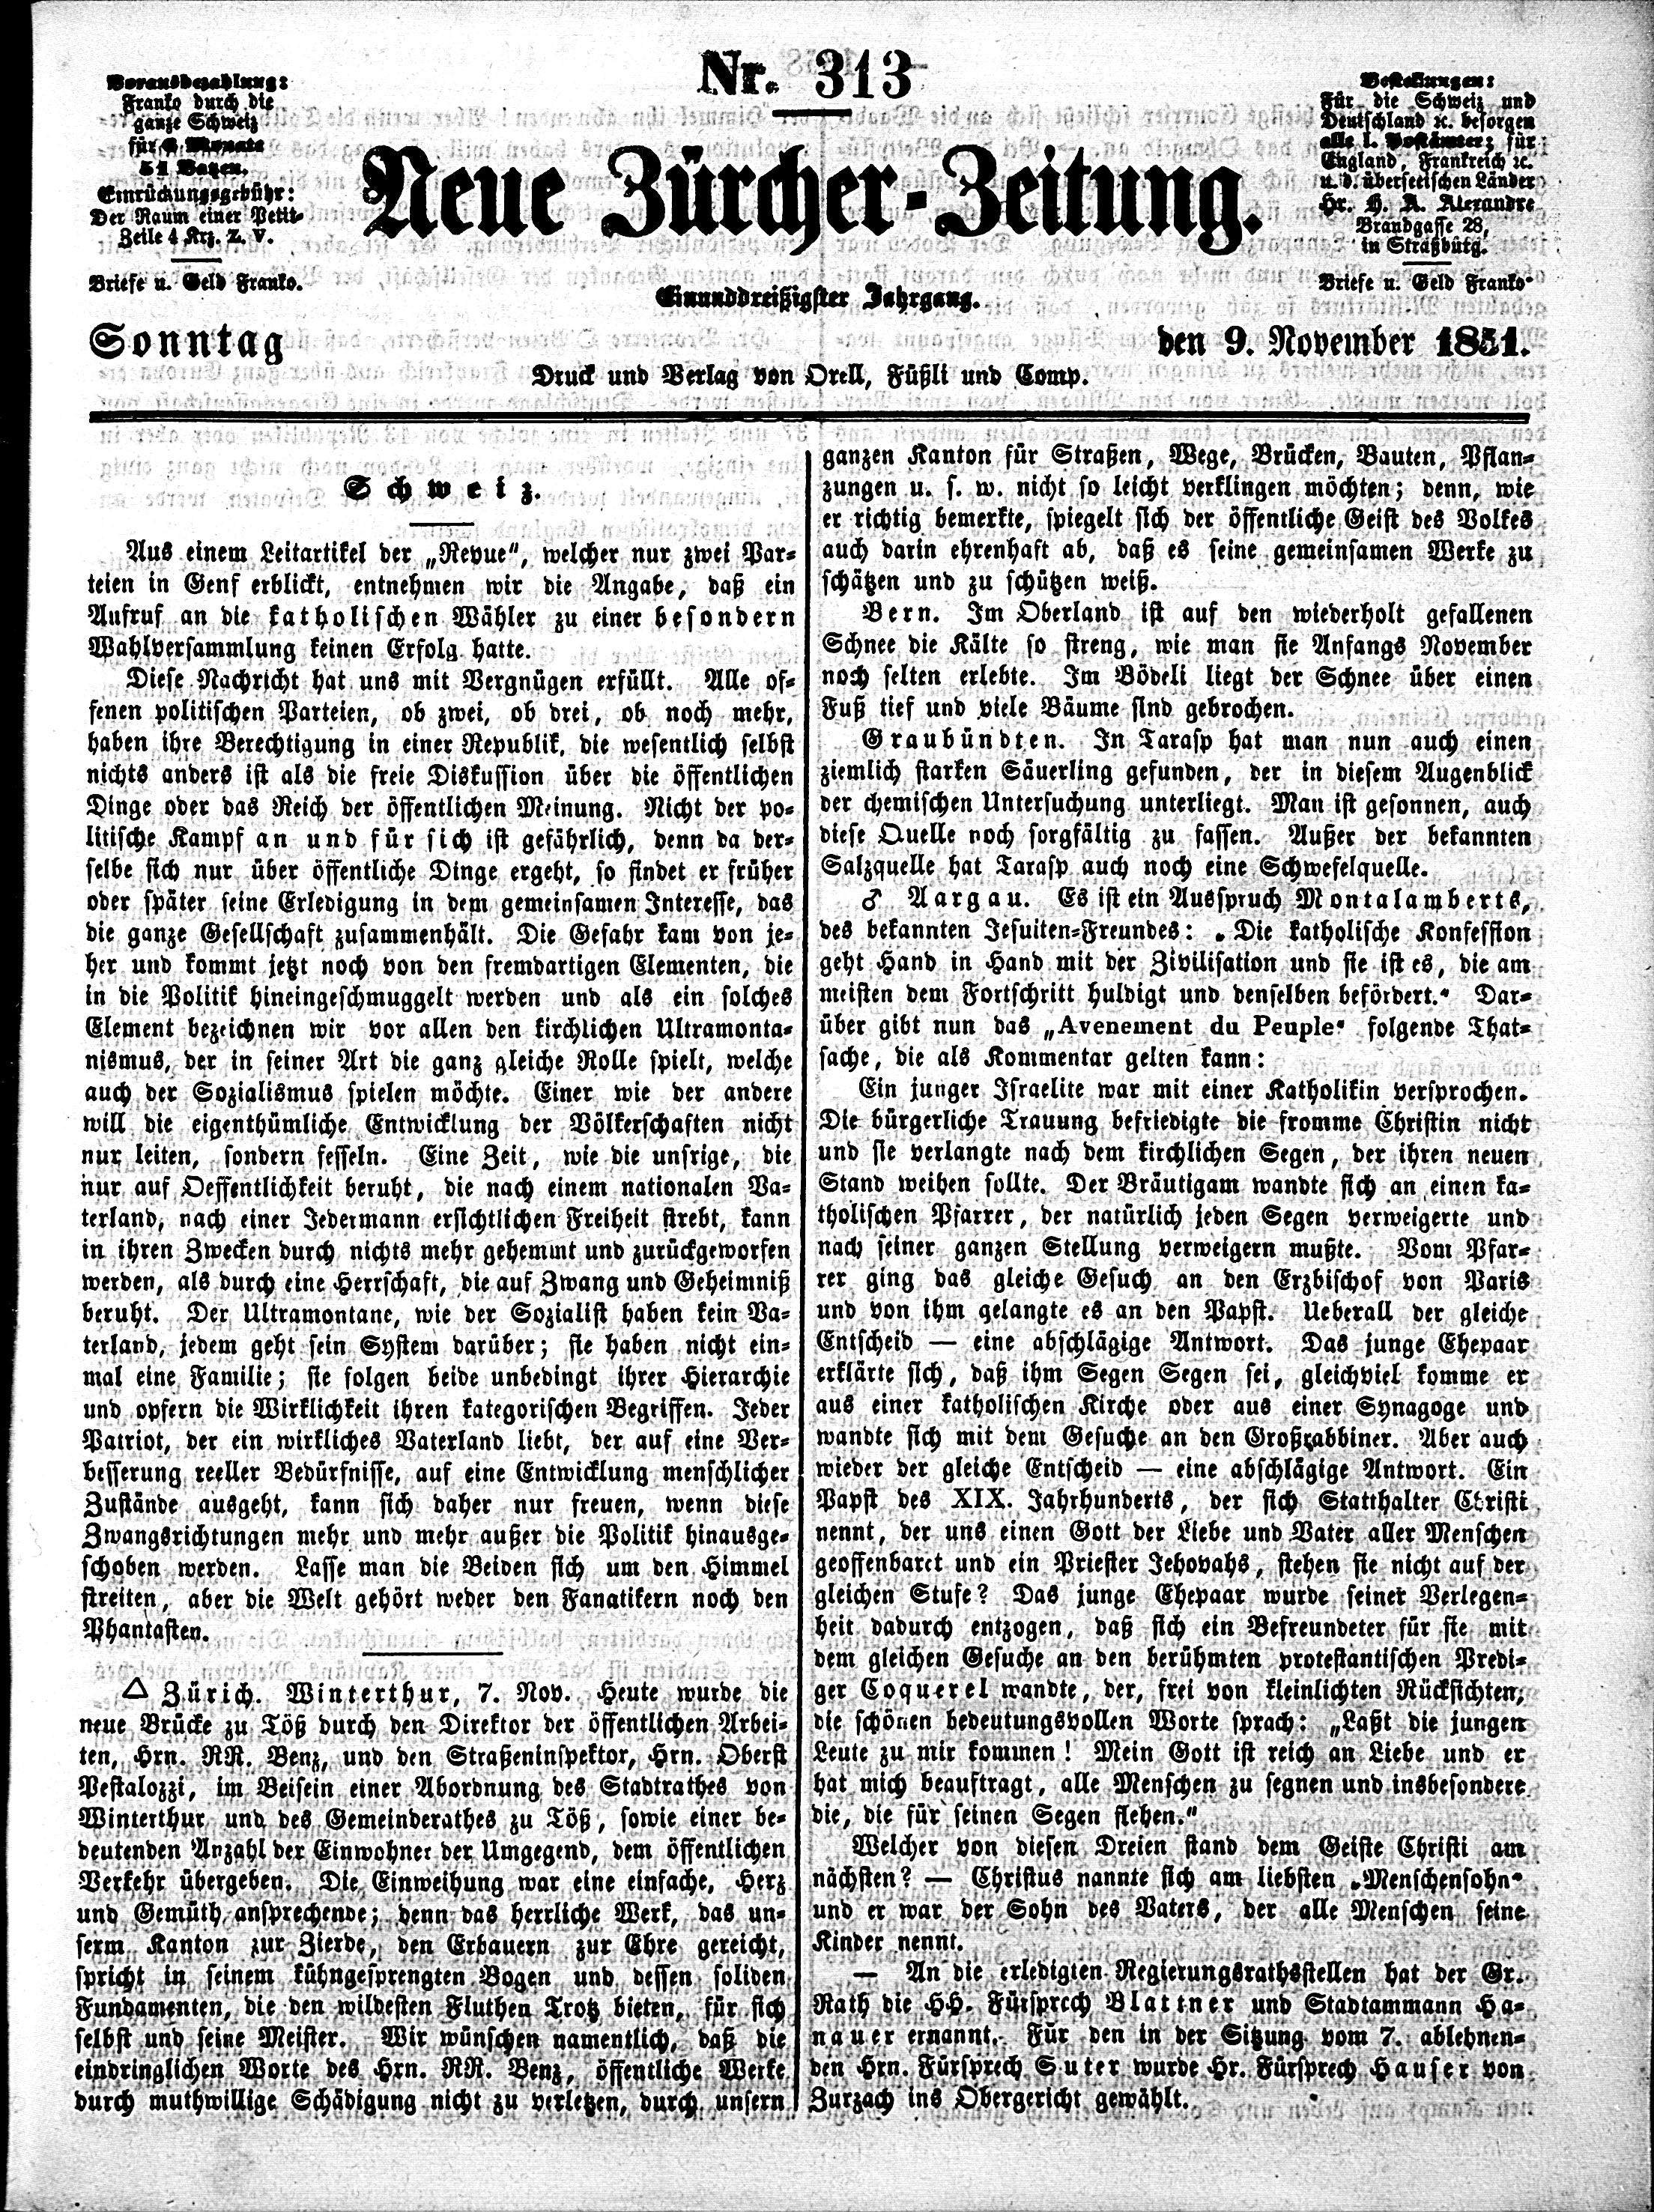 Nr. 313
Vorausbezahlung:
Franko durch die
ganze Schweiz
für Monate
51 Batzen.
Einrückungsgebühr:
Der Raum einer Petit-
Zeile 4 Krz. Z. V.
Briefe u. Geld Franko.
Neue Zürcher-Zeitung.
Einunddreißigster Jahrgang.
Bestellungen:
Für die Schweiz und
Deutschland ꝛc. besorgen
alle l. Postämter; für
England, Frankreich ꝛc.
u. d. überseeischen Länder
Hr. G. A. Alexandre
Brandgasse 28,
in Straßburg.
Briefe u. Geld Franko
Sonntag
den 9. November 1851.
Druck und Verlag von Orell, Füßli und Comp.
Schweiz.
Aus einem Leitartikel der „Revue“, welcher nur zwei Par-
teien in Genf erblickt, entnehmen wir die Angabe, daß ein
Aufruf an die katholischen Wähler zu einer besondern
Wahlversammlung keinen Erfolg hatte.
Diese Nachricht hat uns mit Vergnügen erfüllt. Alle of-
fenen politischen Parteien, ob zwei, ob drei, ob noch mehr,
haben ihre Berechtigung in einer Republik, die wesentlich selbst
nichts anders ist als die freie Diskussion über die öffentlichen
Dinge oder das Reich der öffentlichen Meinung. Nicht der po-
litische Kampf an und für sich ist gefährlich, denn da der-
selbe sich nur über öffentliche Dinge ergeht, so findet er früher
oder später seine Erledigung in dem gemeinsamen Interesse, das
die ganze Gesellschaft zusammenhält. Die Gefahr kam von je-
her und kommt jetzt noch von den fremdartigen Elementen, die
in die Politik hineingeschmuggelt werden und als ein solches
Element bezeichnen wir vor allen den kirchlichen Ultramonta-
nismus, der in seiner Art die ganz gleiche Rolle spielt, welche
auch der Sozialismus spielen möchte. Einer wie der andere
will die eigenthümliche Entwicklung der Völkerschaften nicht
nur leiten, sondern fesseln. Eine Zeit, wie die unsrige, die
nur auf Oeffentlichkeit beruht, die nach einem nationalen Va-
terland, nach einer Jedermann ersichtlichen Freiheit strebt, kann
in ihren Zwecken durch nichts mehr gehemmt und zurückgeworfen
werden, als durch eine Herrschaft, die auf Zwang und Geheimniß
beruht. Der Ultramontane, wie der Sozialist haben kein Va-
terland, jedem geht sein System darüber; sie haben nicht ein-
mal eine Familie; sie folgen beide unbedingt ihrer Hierarchie
und opfern die Wirklichkeit ihren kategorischen Begriffen. Jeder
Patriot, der ein wirkliches Vaterland liebt, der auf eine Ver-
besserung reeller Bedürfnisse, auf eine Entwicklung menschlicher
Zustände ausgeht, kann sich daher nur freuen, wenn diese
Zwangsrichtungen mehr und mehr außer die Politik hinausge-
schoben werden. Lasse man die Beiden sich um den Himmel
streiten, aber die Welt gehört weder den Fanatikern noch den
Phantasten.
△ Zürich. Winterthur, 7. Nov. Heute wurde die
neue Brücke zu Töß durch den Direktor der öffentlichen Arbei-
ten, Hrn. RR. Benz, und den Straßeninspektor, Hrn. Oberst
Pestalozzi, im Beisein einer Abordnung des Stadtrathes von
Winterthur und des Gemeinderathes zu Töß, sowie einer be-
deutenden Anzahl der Einwohner der Umgegend, dem öffentlichen
Verkehr übergeben. Die Einweihung war eine einfache, Herz
und Gemüth ansprechende; denn das herrliche Werk, das un-
serm Kanton zur Zierde, den Erbauern zur Ehre gereicht,
spricht in seinem kühngesprengten Bogen und dessen soliden
Fundamenten, die den wildesten Fluthen Trotz bieten, für sich
selbst und seine Meister. Wir wünschen namentlich, daß die
eindringlichen Worte des Hrn. RR. Benz, öffentliche Werke
durch muthwillige Schädigung nicht zu verletzen, durch unsern
ganzen Kanton für Straßen, Wege, Brücken, Bauten, Pflan-
zungen u. s. w. nicht so leicht verklingen möchten; denn, wie
er richtig bemerkte, spiegelt sich der öffentliche Geist des Volkes
auch darin ehrenhaft ab, daß es seine gemeinsamen Werke zu
schätzen und zu schützen weiß.
Bern. Im Oberland ist auf den wiederholt gefallenen
Schnee die Kälte so streng, wie man sie Anfangs November
noch selten erlebte. Im Bödeli liegt der Schnee über einen
Fuß tief und viele Bäume sind gebrochen.
Graubündten. In Tarasp hat man nun auch einen
ziemlich starken Säuerling gefunden, der in diesem Augenblick
der chemischen Untersuchung unterliegt. Man ist gesonnen, auch
diese Quelle noch sorgfältig zu fassen. Außer der bekannten
Salzquelle hat Tarasp auch noch eine Schwefelquelle.
♂ Aargau. Es ist ein Ausspruch Montalamberts,
des bekannten Jesuiten-Freundes: „Die katholische Konfession
geht Hand in Hand mit der Zivilisation und sie ist es, die am
meisten dem Fortschritt huldigt und denselben befördert.“ Dar-
über gibt nun das „Avenement du Peuple“ folgende That-
sache, die als Kommentar gelten kann:
Ein junger Israelite war mit einer Katholikin versprochen.
Die bürgerliche Trauung befriedigte die fromme Christin nicht
und sie verlangte nach dem kirchlichen Segen, der ihren neuen
Stand weihen sollte. Der Bräutigam wandte sich an einen ka-
tholischen Pfarrer, der natürlich jeden Segen verweigerte und
nach seiner ganzen Stellung verweigern mußte. Vom Pfar-
rer ging das gleiche Gesuch an den Erzbischof von Paris
und von ihm gelangte es an den Papst. Ueberall der gleiche
Entscheid — eine abschlägige Antwort. Das junge Ehepaar
erklärte sich, daß ihm Segen Segen sei, gleichviel komme er
aus einer katholischen Kirche oder aus einer Synagoge und
wandte sich mit dem Gesuche an den Großrabbiner. Aber auch
wieder der gleiche Entscheid — eine abschlägige Antwort. Ein
Papst des XIX. Jahrhunderts, der sich Statthalter Christi
nennt, der uns einen Gott der Liebe und Vater aller Menschen
geoffenbaret und ein Priester Jehovahs, stehen sie nicht auf der
gleichen Stufe? Das junge Ehepaar wurde seiner Verlegen-
heit dadurch entzogen, daß sich ein Befreundeter für sie mit
dem gleichen Gesuche an den berühmten protestantischen Predi-
ger Coquerel wandte, der, frei von kleinlichten Rücksichten,
die schönen bedeutungsvollen Worte sprach: „Laßt die jungen
Leute zu mir kommen! Mein Gott ist reich an Liebe und er
hat mich beauftragt, alle Menschen zu segnen und insbesondere
die, die für seinen Segen flehen.“
Welcher von diesen Dreien stand dem Geiste Christi am
nächsten? — Christus nannte sich am liebsten „Menschensohn“
und er war der Sohn des Vaters, der alle Menschen seine
Kinder nennt.
— An die erledigten Regierungsrathsstellen hat der Gr.
Rath die HH. Fürsprech Blattner und Stadtammann Ha-
nauer ernannt. Für den in der Sitzung vom 7. ablehnen-
den Hrn. Fürsprech Suter wurde Hr. Fürsprech Hauser von
Zurzach ins Obergericht gewählt.